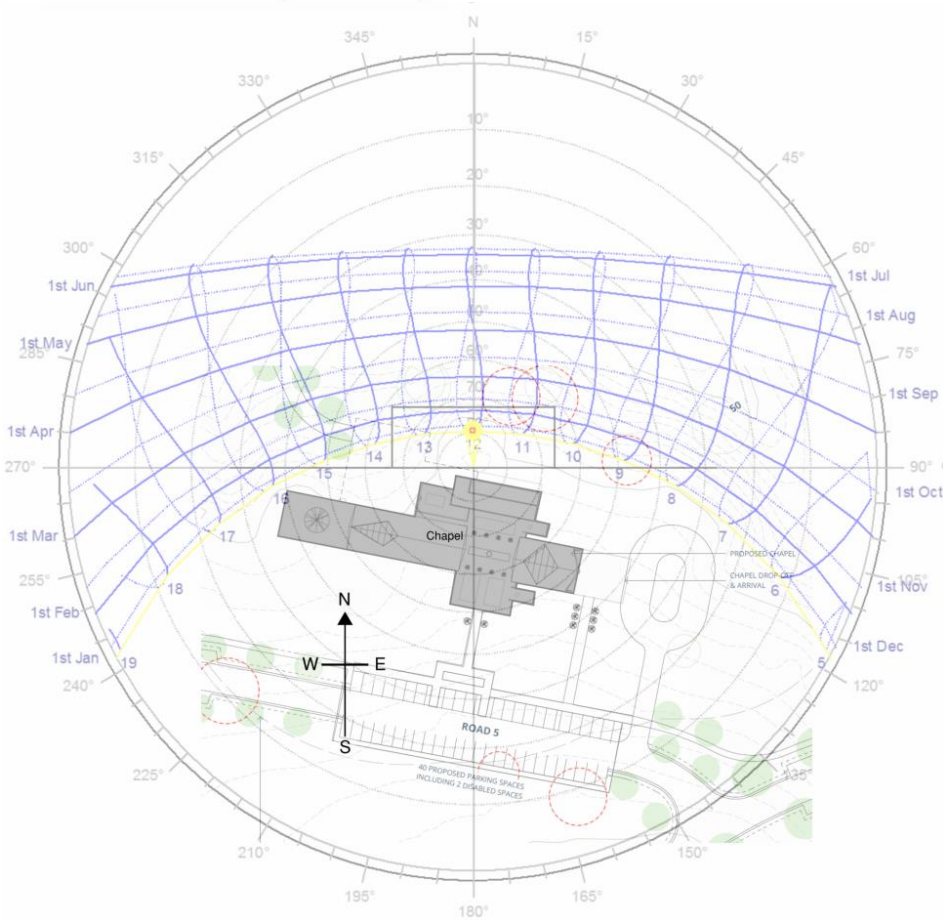 N
345°
15°
330°
30°
315°
45°
10°
20°
30°
40°
300°
60°
1st Jun
1st Jul
1st May
1st Aug
285°
75°
60°
1st Sep
50
1st Apr
270°
90°
16
15
14
13
12
11
10
9
8
1st Oct
1st Mar
17
Chapel
7
PROPOSED CHAPEL
255°
18
CHAPEL DROP-OFF
& ARRIVAL
6
105°
1st Nov
1st Feb
N
1st Jan
19
W
E
5
1st Dec
240°
120°
S
ROAD 5
225°
40 PROPOSED PARKING SPACES
INCLUDING 2 DISABLED SPACES
135°
210°
150°
195°
165°
180°